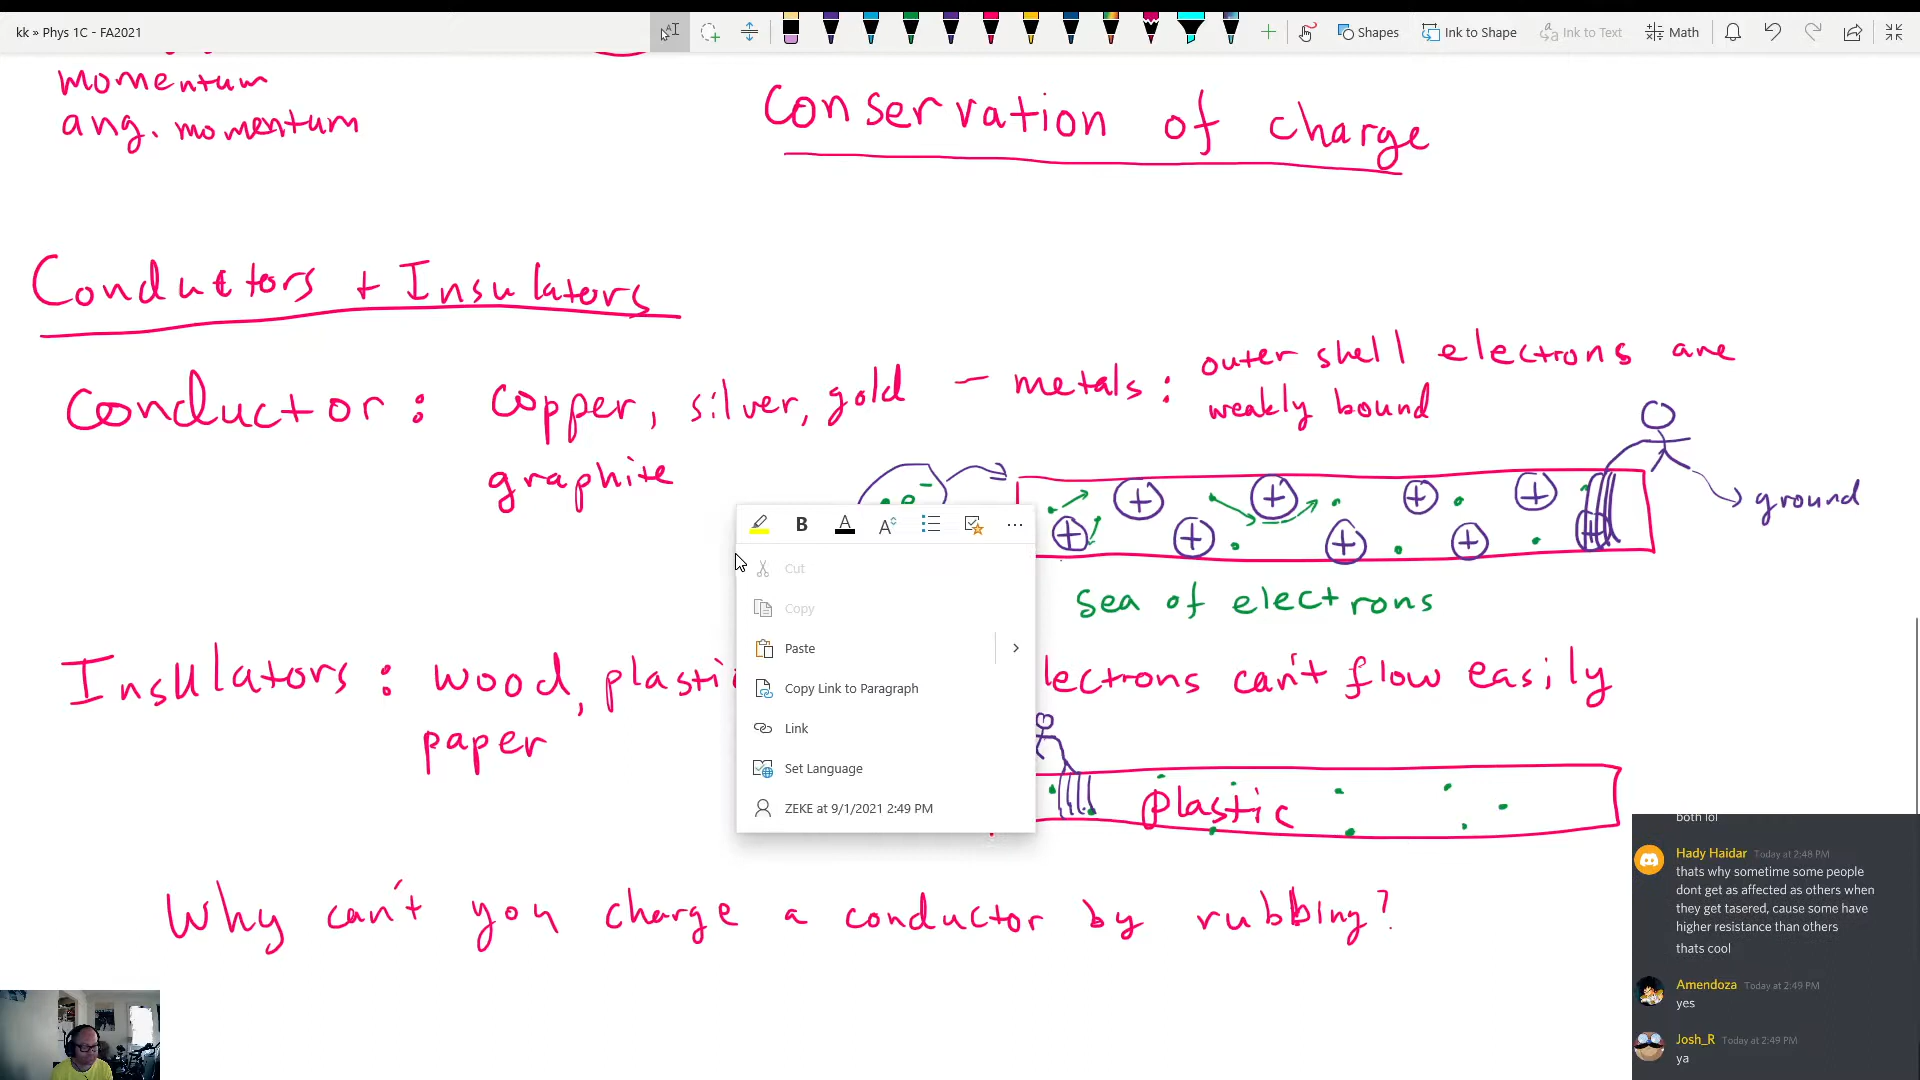 kk » Phys 1C - FA2021
Shapes
Ink to Shape
Ink to Text
Math
momentum
ang. momentum
Conservation of charge
Conductors + Insulators
Conductor: copper, silver, gold – metals: outer shell electrons are
weakly bound
graphite
e-
+ + + + + + + + +
ground
sea of electrons
Cut
Copy
Paste
Copy Link to Paragraph
Link
Set Language
ZEKE at 9/1/2021 2:49 PM
Insulators: wood, plasti lectrons can't flow easily
paper
plastic
Why can't you charge a conductor by rubbing?
both lol
Hady Haidar Today at 2:48 PM
thats why sometime some people
dont get as affected as others when
they get tasered, cause some have
higher resistance than others
thats cool
Amendoza Today at 2:49 PM
yes
Josh_R Today at 2:49 PM
ya